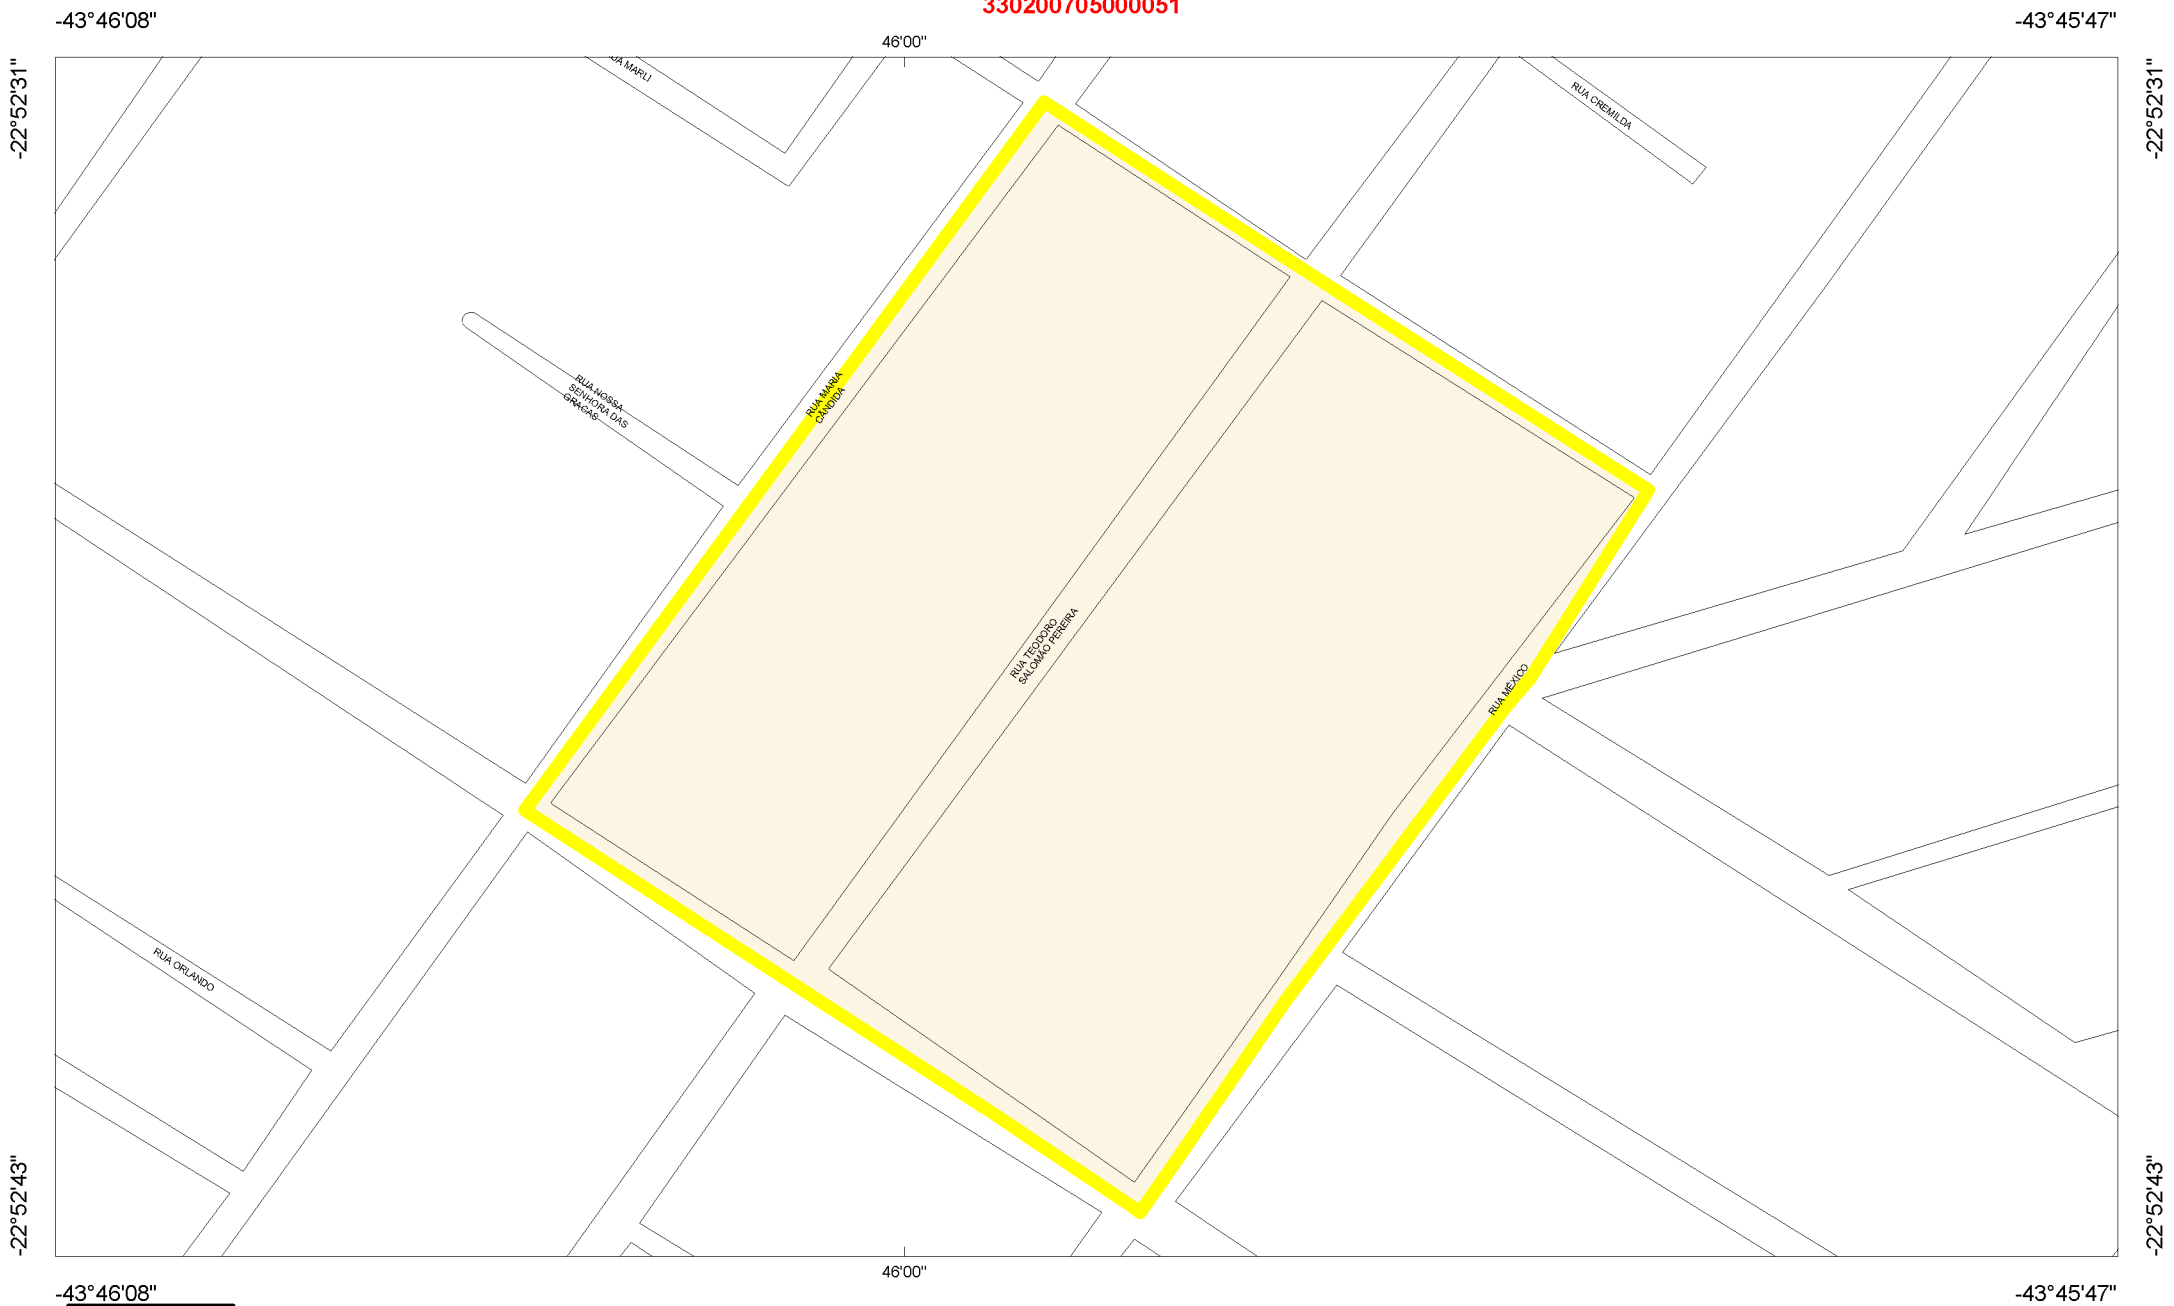 330200705000051
-43°46'08"
-43°45'47"
46'00"
-22°52'31"
-22°52'31"
RUA MARLI
RUA CREMILDA
RUA NOSSA
SENHORA DAS
GRACAS
RUA MARIA
CANDIDA
RUA TEODORO
SALOMÃO PEREIRA
RUA MÉXICO
RUA ORLANDO
-22°52'43"
-22°52'43"
46'00"
-43°46'08"
-43°45'47"